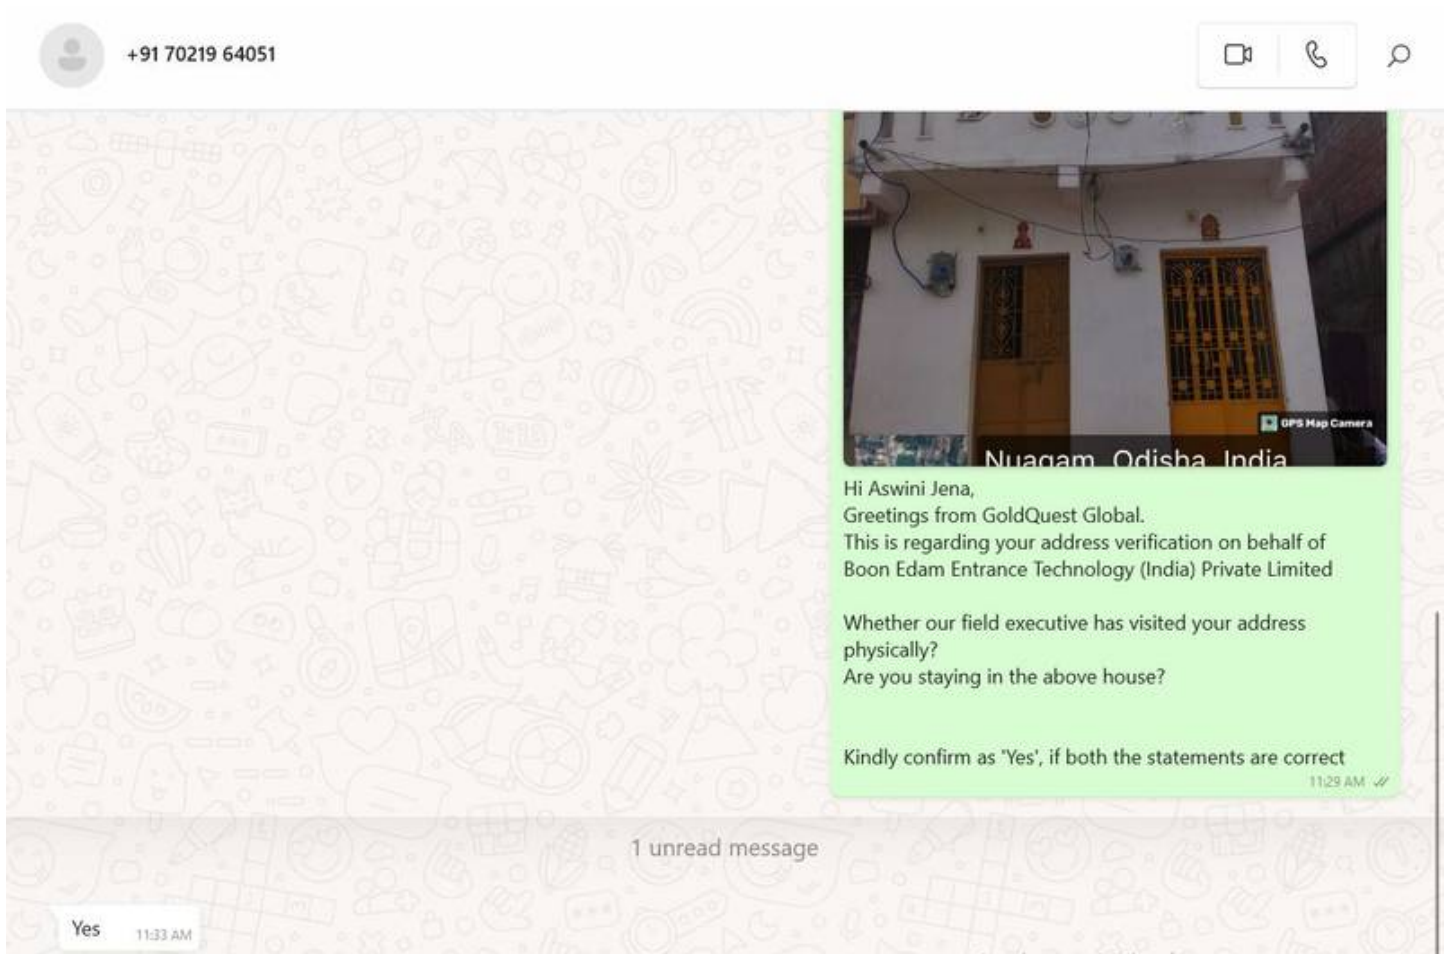 +91 70219 64051
GPS Map Camera
Nuagam, Odisha, India
Hi Aswini Jena,
Greetings from GoldQuest Global.
This is regarding your address verification on behalf of
Boon Edam Entrance Technology (India) Private Limited
Whether our field executive has visited your address
physically?
Are you staying in the above house?
Kindly confirm as 'Yes', if both the statements are correct
11:29 AM
1 unread message
Yes
11:33 AM